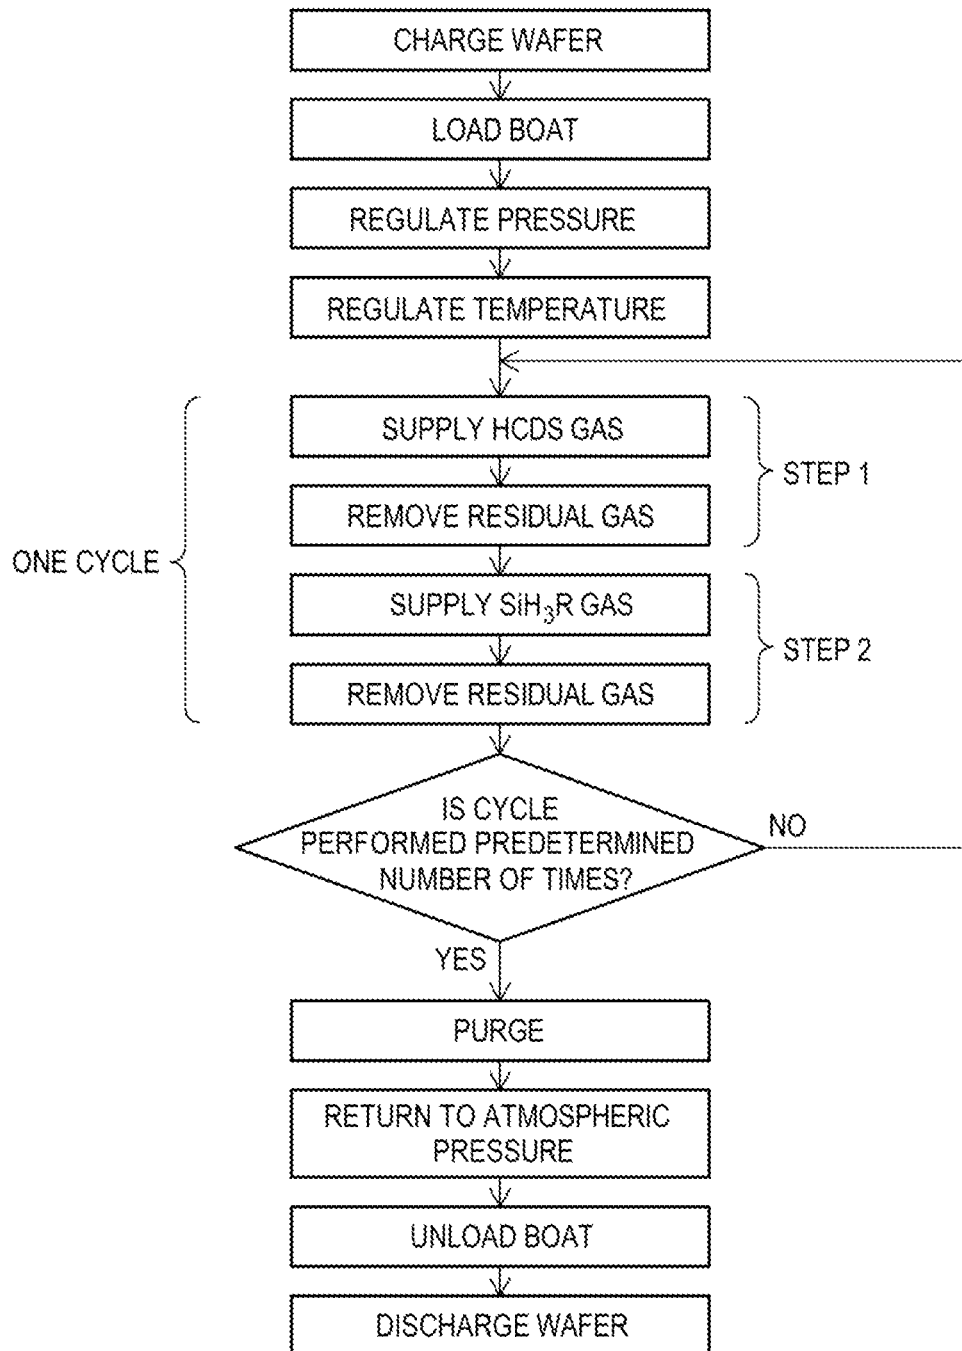 CHARGE WAFER
LOAD BOAT
REGULATE PRESSURE
REGULATE TEMPERATURE
SUPPLY HCDS GAS
STEP 1
REMOVE RESIDUAL GAS
ONE CYCLE
SUPPLY SiH₃R GAS
STEP 2
REMOVE RESIDUAL GAS
IS CYCLE
PERFORMED PREDETERMINED
NUMBER OF TIMES?
NO
YES
PURGE
RETURN TO ATMOSPHERIC
PRESSURE
UNLOAD BOAT
DISCHARGE WAFER